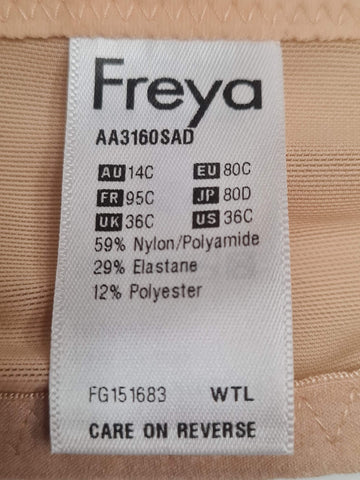 Freya
AA3160SAD
AU 14C EU 80C
FR 95C JP 80D
UK 36C US 36C
59% Nylon/Polyamide
29% Elastane
12% Polyester
FG151683 WTL
CARE ON REVERSE